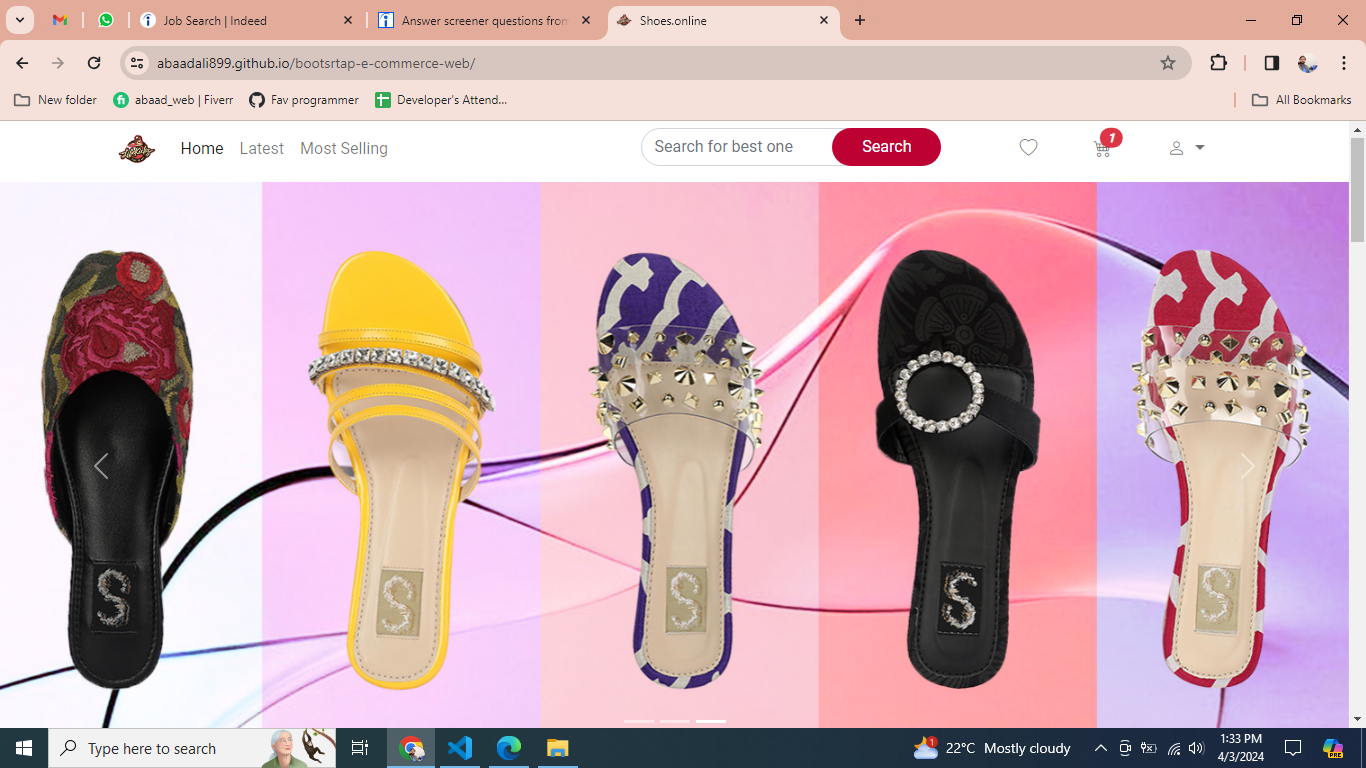 Job Search | Indeed
Answer screener questions from
Shoes.online
abaadali899.github.io/bootsrtap-e-commerce-web/
New folder
abaad_web | Fiverr
Fav programmer
Developer's Attend...
All Bookmarks
Home
Latest
Most Selling
Search for best one
Search
1
S
S
S
S
S
Type here to search
1
22°C Mostly cloudy
1:33 PM
4/3/2024
PRE